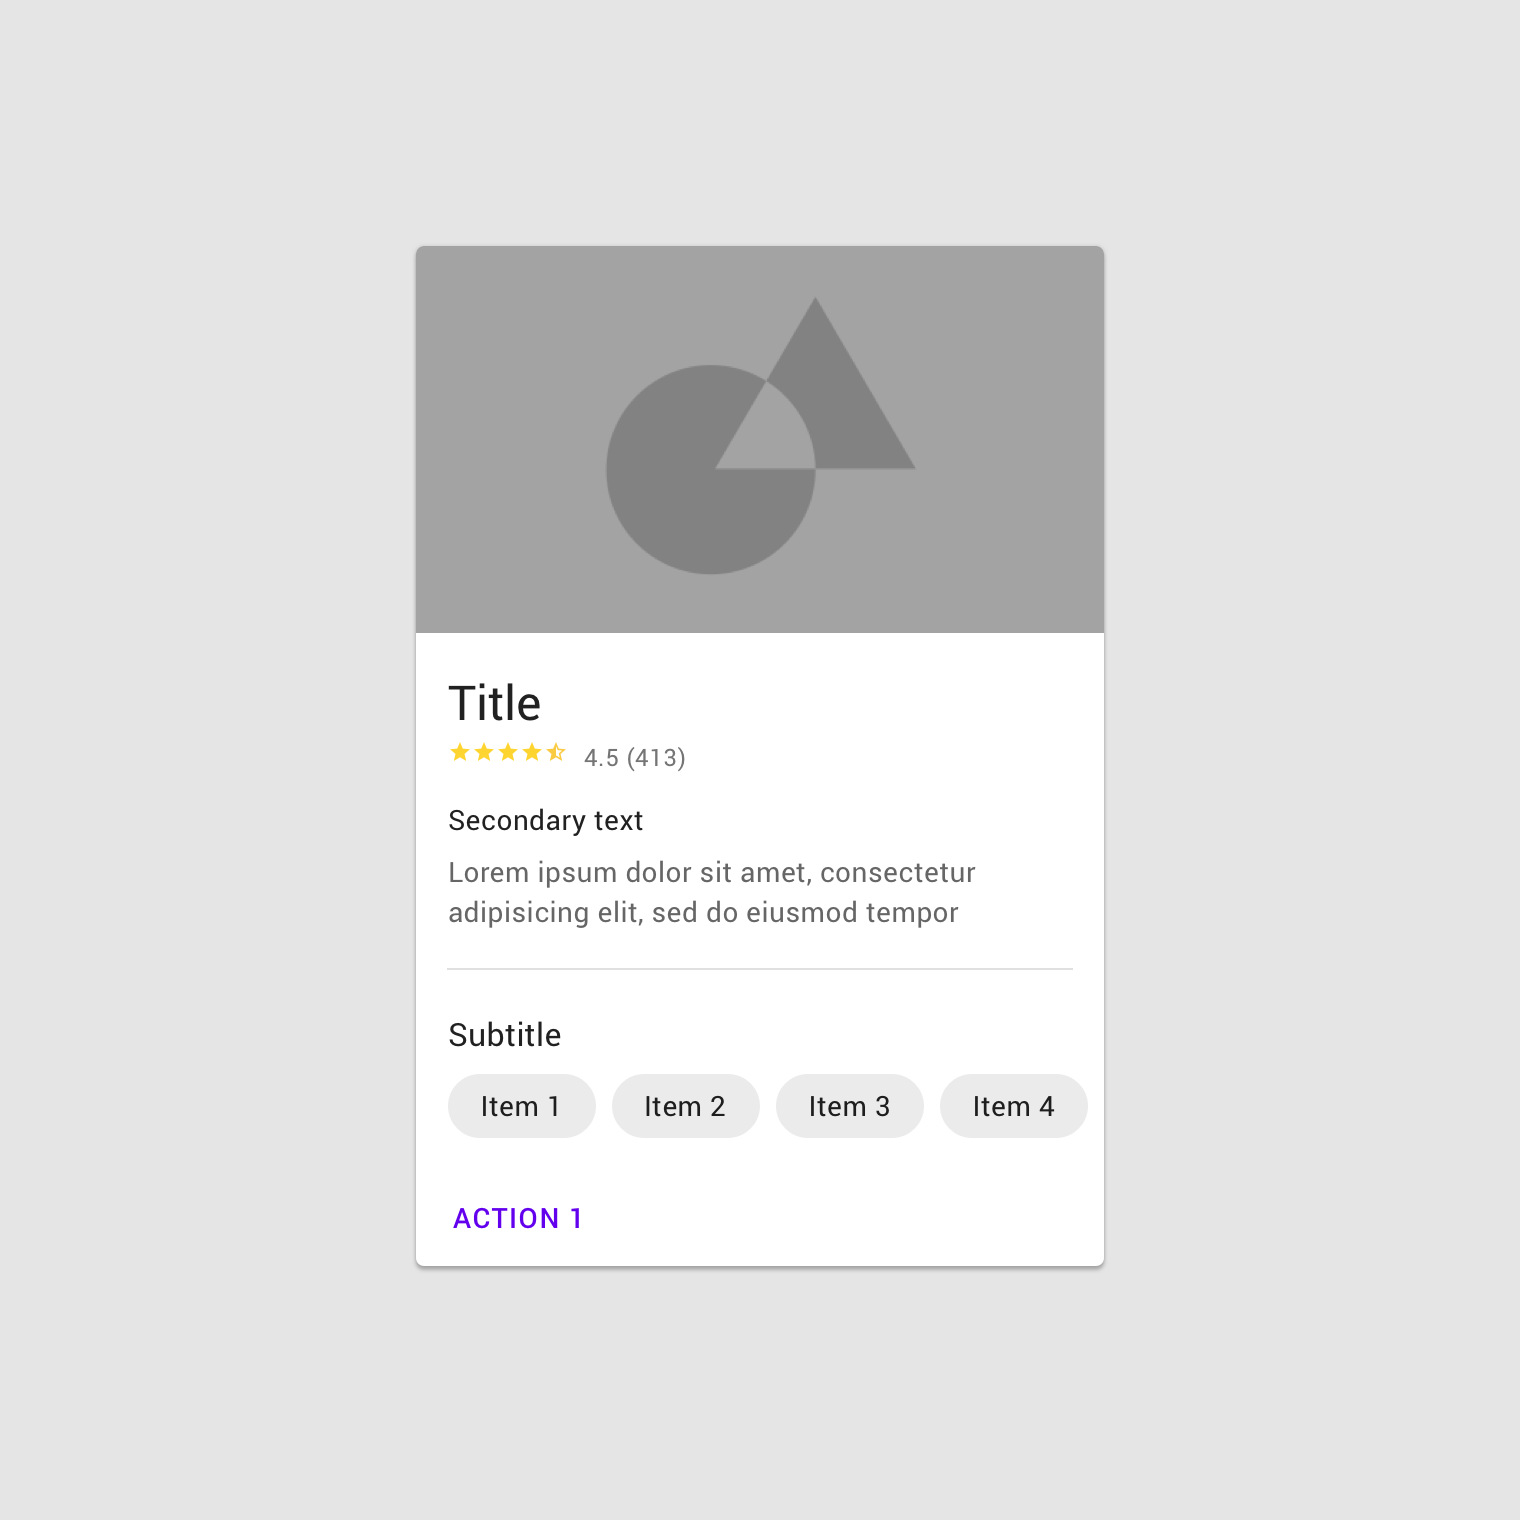 Title
4.5 (413)
Secondary text
Lorem ipsum dolor sit amet, consectetur
adipisicing elit, sed do eiusmod tempor
Subtitle
Item 1 Item 2 Item 3 Item 4
ACTION 1